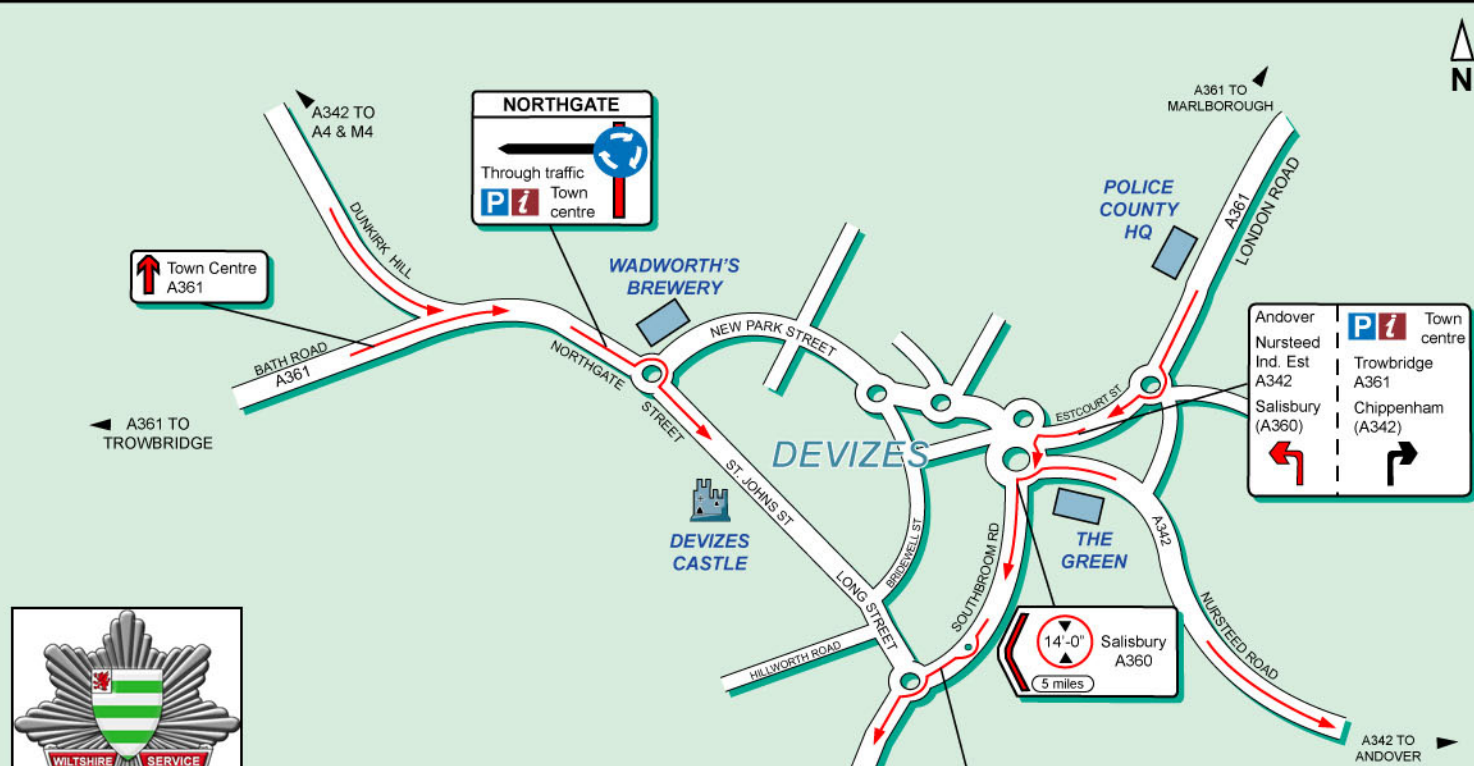 N
A361 TO
MARLBOROUGH
A342 TO
A4 & M4
NORTHGATE
Through traffic
P i Town
centre
POLICE
COUNTY
HQ
A361
LONDON ROAD
DUNKIRK HILL
Town Centre
A361
WADWORTH'S
BREWERY
NEW PARK STREET
BATH ROAD
A361
NORTHGATE
STREET
A361 TO
TROWBRIDGE
ESTCOURT ST
Andover
Nursteed
Ind. Est
A342
Salisbury
(A360)
P i Town
centre
Trowbridge
A361
Chippenham
(A342)
DEVIZES
ST. JOHNS ST
DEVIZES
CASTLE
THE
GREEN
A342
BRIDEWELL ST
SOUTHBROOM RD
LONG STREET
HILLWORTH ROAD
NURSTEED ROAD
14'-0"
Salisbury
A360
5 miles
A342 TO
ANDOVER
WILTSHIRE SERVICE